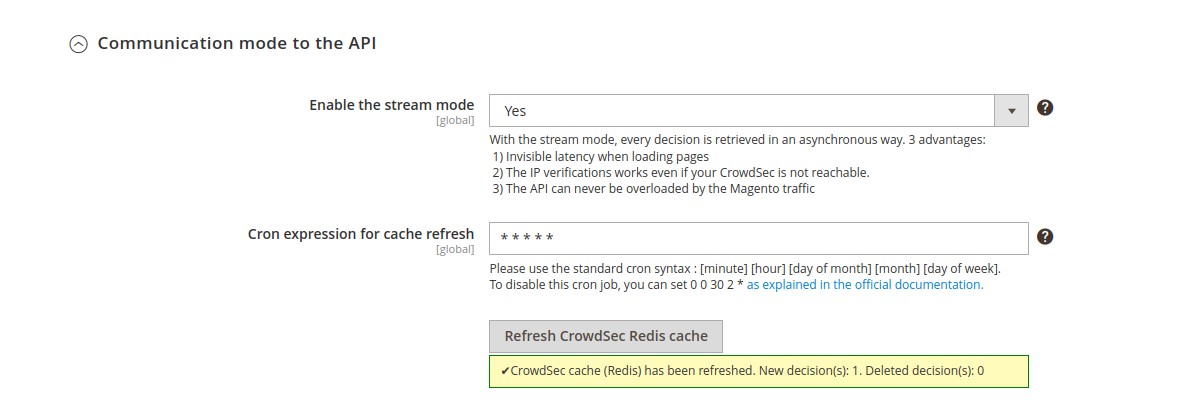 Communication mode to the API
Enable the stream mode
[global]
Yes
With the stream mode, every decision is retrieved in an asynchronous way. 3 advantages:
1) Invisible latency when loading pages
2) The IP verifications works even if your CrowdSec is not reachable.
3) The API can never be overloaded by the Magento traffic
Cron expression for cache refresh
[global]
* * * * *
Please use the standard cron syntax : [minute] [hour] [day of month] [month] [day of week].
To disable this cron job, you can set 0 0 30 2 * as explained in the official documentation.
Refresh CrowdSec Redis cache
✔CrowdSec cache (Redis) has been refreshed. New decision(s): 1. Deleted decision(s): 0